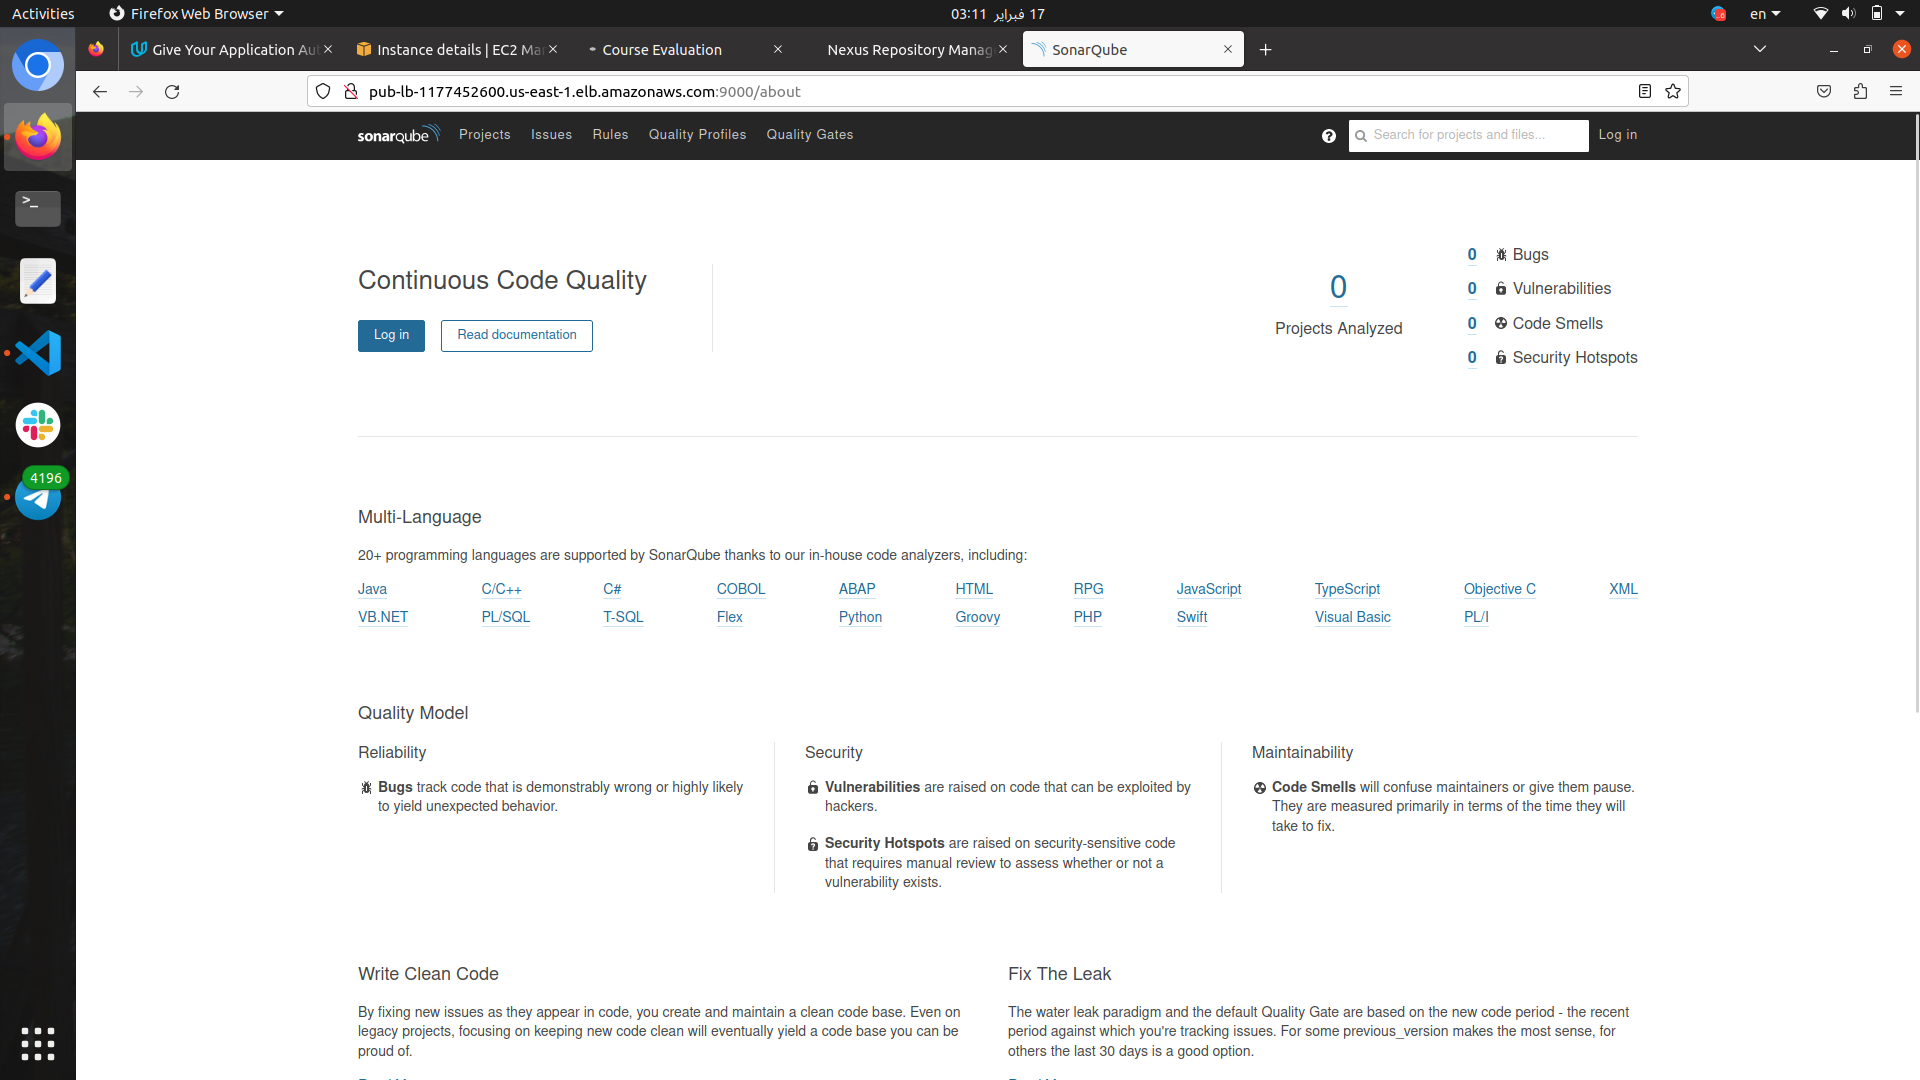 Activities
Firefox Web Browser
03:11 17 فبراير
en
Give Your Application Aut
Instance details | EC2 Mar
Course Evaluation
Nexus Repository Manag
SonarQube
pub-lb-1177452600.us-east-1.elb.amazonaws.com:9000/about
sonarqube
Projects
Issues
Rules
Quality Profiles
Quality Gates
Search for projects and files...
Log in
Continuous Code Quality
Log in
Read documentation
0
Projects Analyzed
0 Bugs
0 Vulnerabilities
0 Code Smells
0 Security Hotspots
4196
Multi-Language
20+ programming languages are supported by SonarQube thanks to our in-house code analyzers, including:
Java C/C++ C# COBOL ABAP HTML RPG JavaScript TypeScript Objective C XML
VB.NET PL/SQL T-SQL Flex Python Groovy PHP Swift Visual Basic PL/I
Quality Model
Reliability
Bugs track code that is demonstrably wrong or highly likely
to yield unexpected behavior.
Security
Vulnerabilities are raised on code that can be exploited by
hackers.
Security Hotspots are raised on security-sensitive code
that requires manual review to assess whether or not a
vulnerability exists.
Maintainability
Code Smells will confuse maintainers or give them pause.
They are measured primarily in terms of the time they will
take to fix.
Write Clean Code
By fixing new issues as they appear in code, you create and maintain a clean code base. Even on
legacy projects, focusing on keeping new code clean will eventually yield a code base you can be
proud of.
Fix The Leak
The water leak paradigm and the default Quality Gate are based on the new code period - the recent
period against which you're tracking issues. For some previous_version makes the most sense, for
others the last 30 days is a good option.